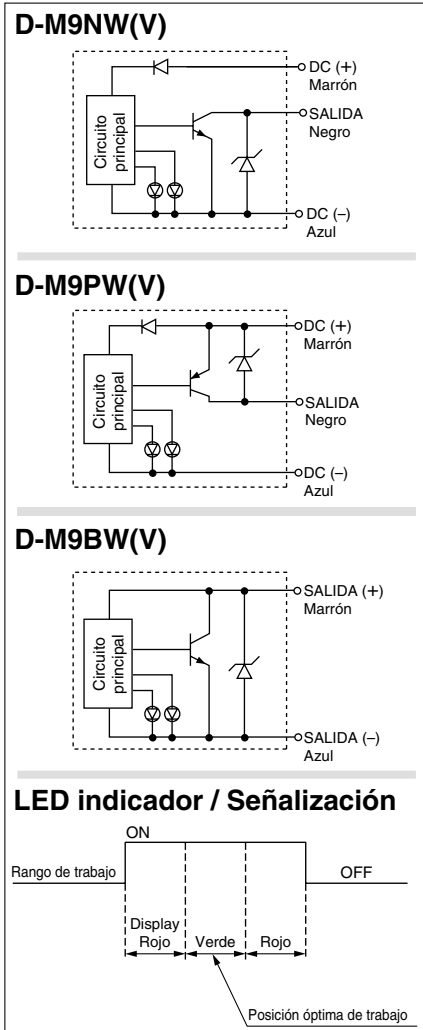 D-M9NW(V)
DC (+)
Marrón
SALIDA
Negro
Circuito
principal
DC (–)
Azul
D-M9PW(V)
DC (+)
Marrón
Circuito
principal
SALIDA
Negro
DC (–)
Azul
D-M9BW(V)
SALIDA (+)
Marrón
Circuito
principal
SALIDA (–)
Azul
LED indicador / Señalización
ON
Rango de trabajo
OFF
Display
Rojo
Verde
Rojo
Posición óptima de trabajo